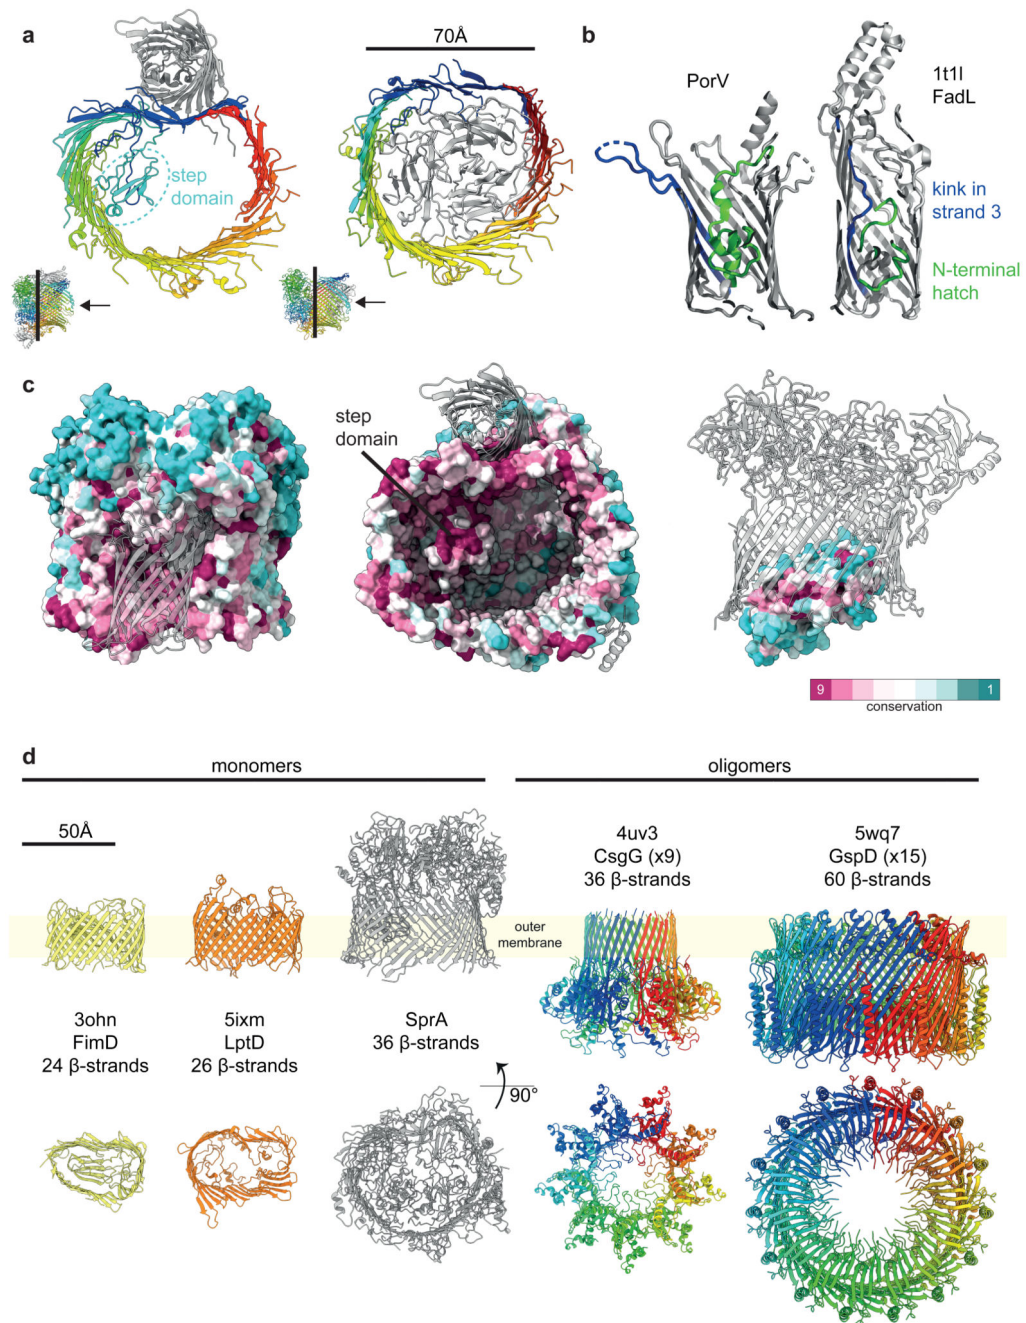 a
70Å
step
domain
b
PorV
1t1l
FadL
kink in
strand 3
N-terminal
hatch
c
step
domain
9
1
conservation
d
monomers
oligomers
50Å
4uv3
CsgG (x9)
36 β-strands
5wq7
GspD (x15)
60 β-strands
outer
membrane
3ohn
FimD
24 β-strands
5ixm
LptD
26 β-strands
SprA
36 β-strands
90°